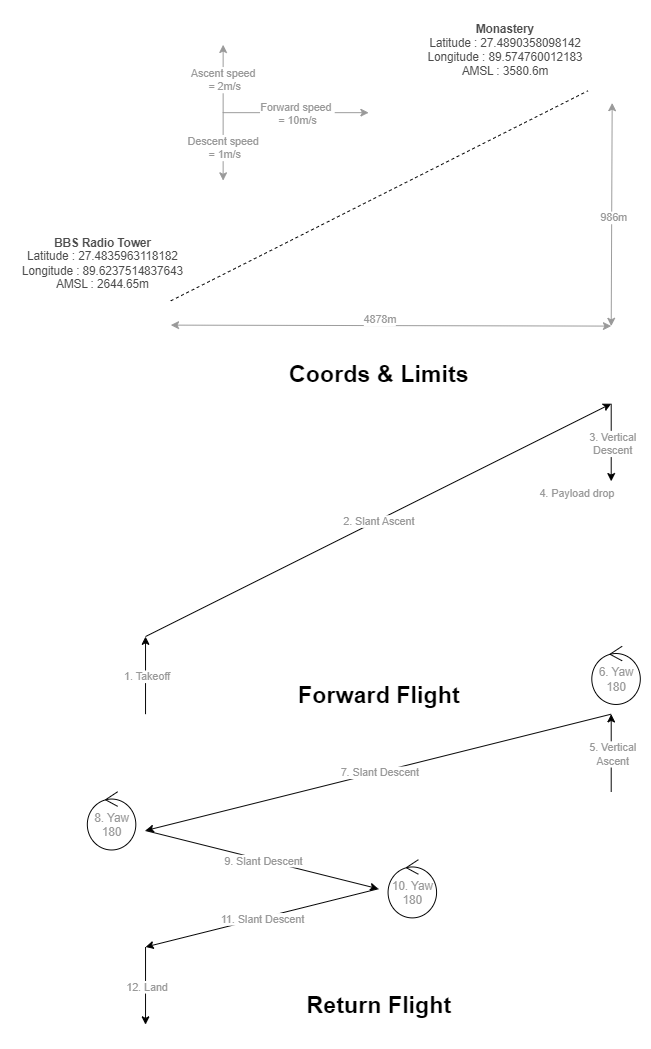 Monastery
Latitude : 27.4890358098142
Longitude : 89.574760012183
AMSL : 3580.6m
Ascent speed
= 2m/s
Forward speed
= 10m/s
Descent speed
= 1m/s
986m
BBS Radio Tower
Latitude : 27.4835963118182
Longitude : 89.6237514837643
AMSL : 2644.65m
4878m
Coords & Limits
3. Vertical
Descent
4. Payload drop
2. Slant Ascent
1. Takeoff
Forward Flight
6. Yaw
180
5. Vertical
Ascent
7. Slant Descent
8. Yaw
180
9. Slant Descent
10. Yaw
180
11. Slant Descent
12. Land
Return Flight